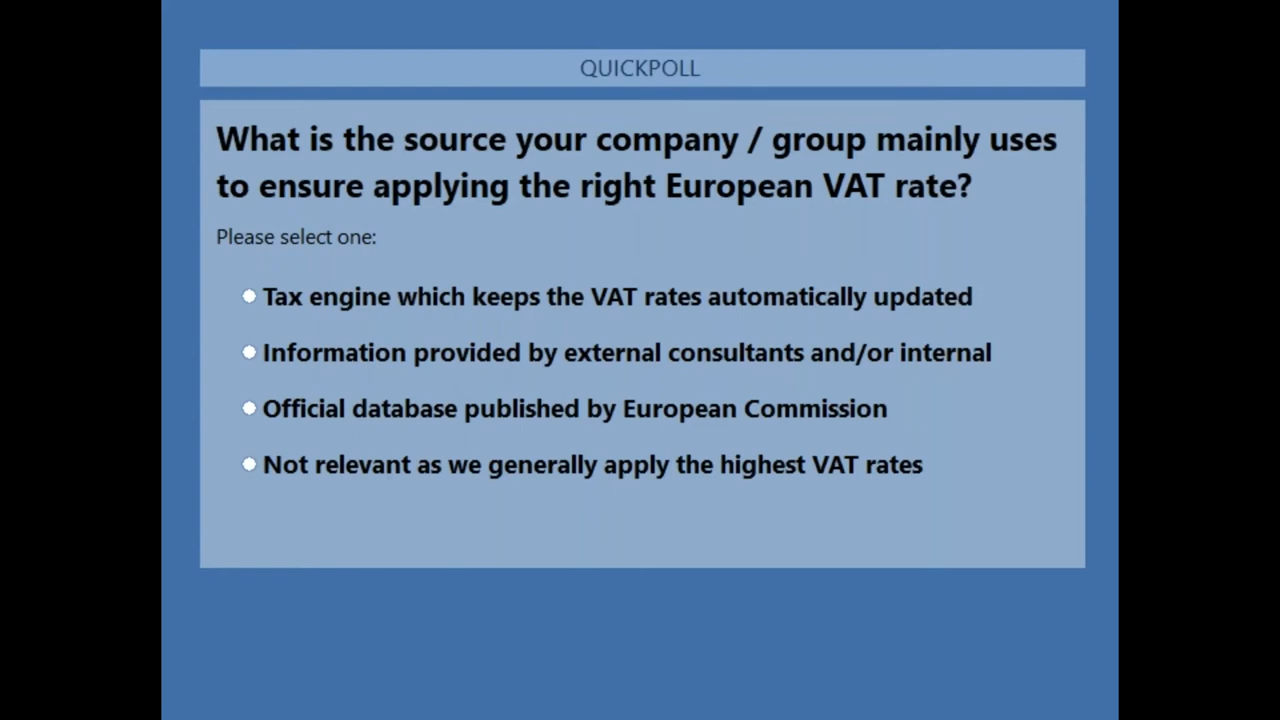 QUICKPOLL
What is the source your company / group mainly uses
to ensure applying the right European VAT rate?
Please select one:
Tax engine which keeps the VAT rates automatically updated
Information provided by external consultants and/or internal
Official database published by European Commission
Not relevant as we generally apply the highest VAT rates